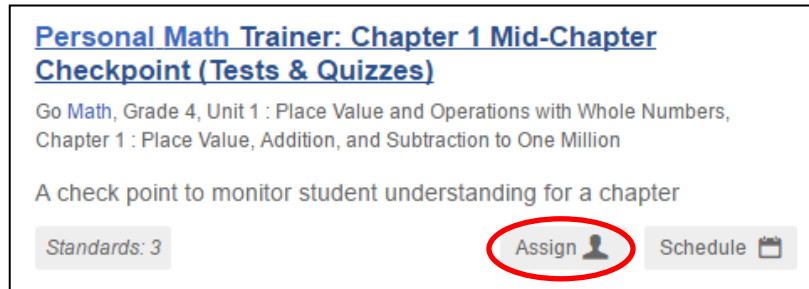 Personal Math Trainer: Chapter 1 Mid-Chapter
Checkpoint (Tests & Quizzes)
Go Math, Grade 4, Unit 1 : Place Value and Operations with Whole Numbers,
Chapter 1 : Place Value, Addition, and Subtraction to One Million
A check point to monitor student understanding for a chapter
Standards: 3 Assign Schedule